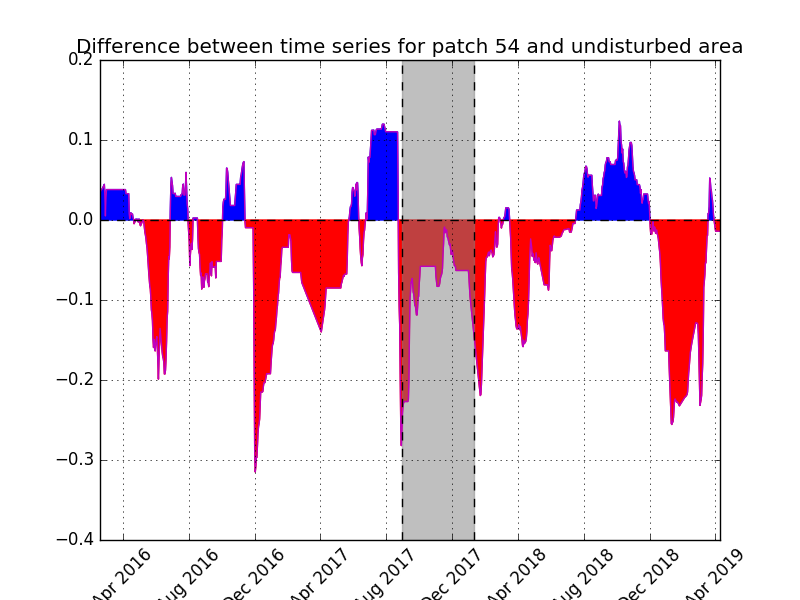 Difference between time series for patch 54 and undisturbed area
0.2
0.1
0.0
−0.1
−0.2
−0.3
−0.4
Apr 2016
Aug 2016
Dec 2016
Apr 2017
Aug 2017
Dec 2017
Apr 2018
Aug 2018
Dec 2018
Apr 2019